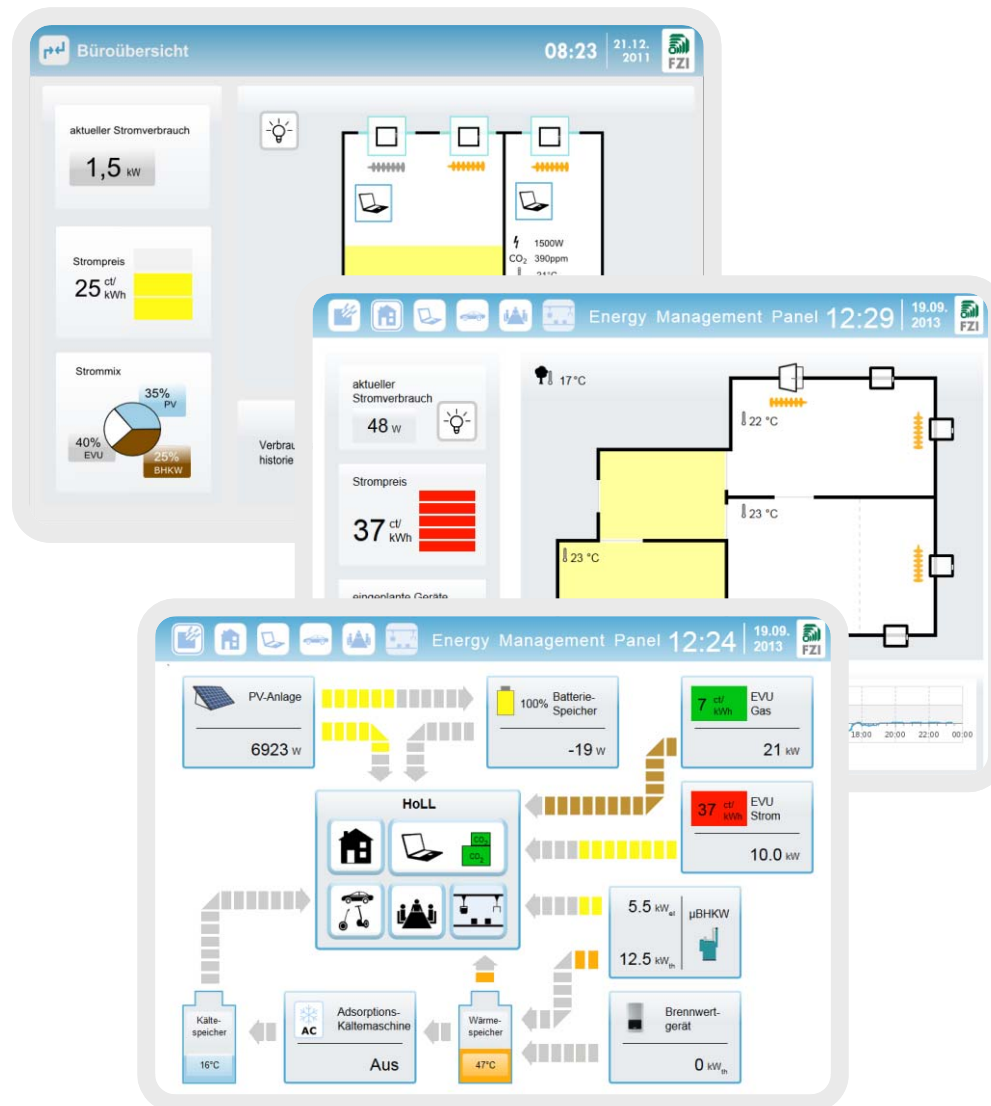 Büroübersicht
08:23
21.12.
2011
FZI
aktueller Stromverbrauch
1,5 kW
Strompreis
25 ct/
kWh
Strommix
35%
PV
40%
EVU
25%
BHKW
1500W
CO₂ 390ppm
21°C
Verbrau
historie
Energy Management Panel 12:29
19.09.
2013
FZI
aktueller
Stromverbrauch
48 W
Strompreis
37 ct/
kWh
eingeplante Geräte
17°C
22 °C
23 °C
23 °C
18:00 20:00 22:00 00:00
Energy Management Panel 12:24
19.09.
2013
FZI
PV-Anlage
6923 W
100% Batterie-
Speicher
-19 W
7 ct/
kWh
EVU
Gas
21 kW
HoLL
CO₂
CO₂
37 ct/
kWh
EVU
Strom
10.0 kW
5.5 kWel
µBHKW
12.5 kWth
Kälte-
speicher
16°C
AC
Adsorptions-
Kältemaschine
Aus
Wärme-
speicher
47°C
Brennwert-
gerät
0 kWth